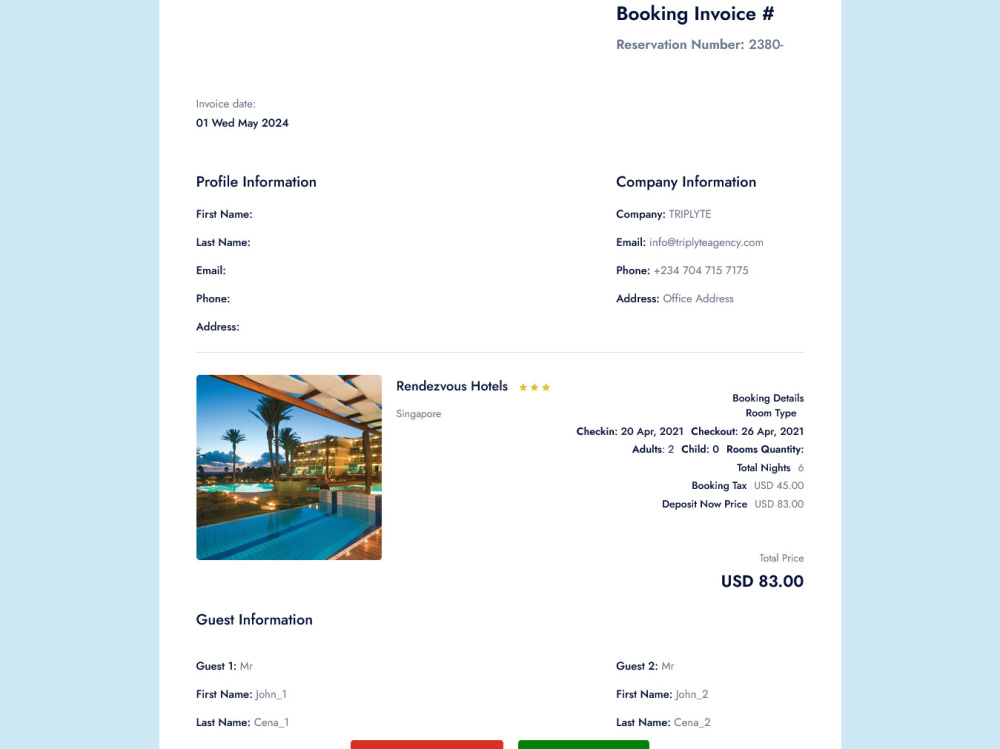 Booking Invoice #
Reservation Number: 2380-
Invoice date:
01 Wed May 2024
Profile Information
First Name:
Last Name:
Email:
Phone:
Address:
Company Information
Company: TRIPLYTE
Email: info@triplyteagency.com
Phone: +234 704 715 7175
Address: Office Address
Rendezvous Hotels
Singapore
Booking Details
Room Type
Checkin: 20 Apr, 2021 Checkout: 26 Apr, 2021
Adults: 2 Child: 0 Rooms Quantity:
Total Nights 6
Booking Tax USD 45.00
Deposit Now Price USD 83.00
Total Price
USD 83.00
Guest Information
Guest 1: Mr
First Name: John_1
Last Name: Cena_1
Guest 2: Mr
First Name: John_2
Last Name: Cena_2